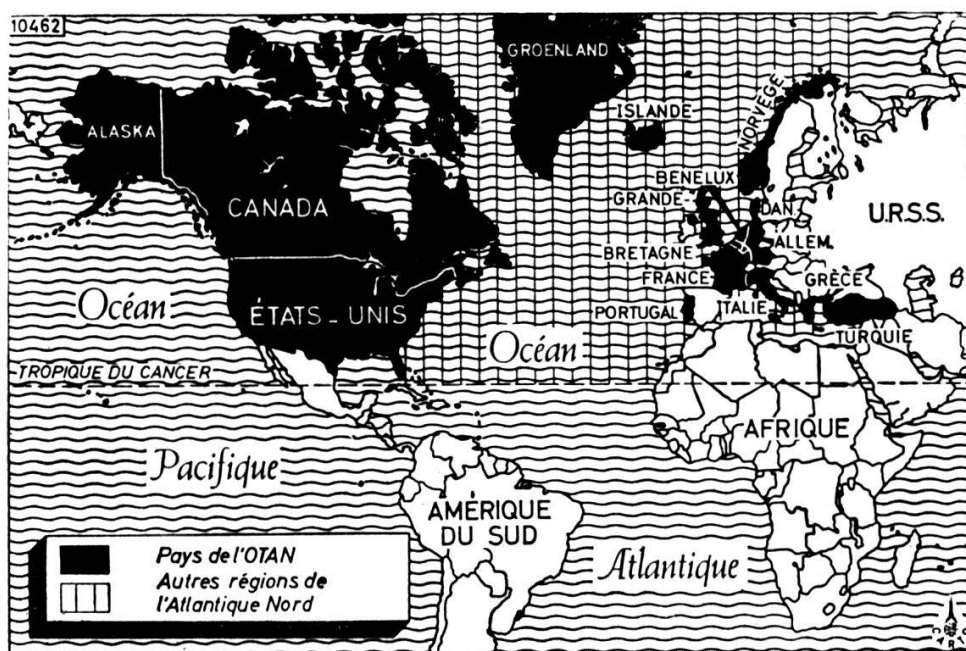 10462
GROENLAND
ALASKA
ISLANDE
NORVÈGE
CANADA
BENELUX
GRANDE
BRETAGNE
DAN.
U.R.S.S.
ALLEM.
FRANCE
GRÈCE
Océan
ÉTATS-UNIS
PORTUGAL
ITALIE
TURQUIE
Océan
TROPIQUE DU CANCER
AFRIQUE
Pacifique
AMÉRIQUE
DU SUD
Atlantique
Pays de l'OTAN
Autres régions de
l'Atlantique Nord